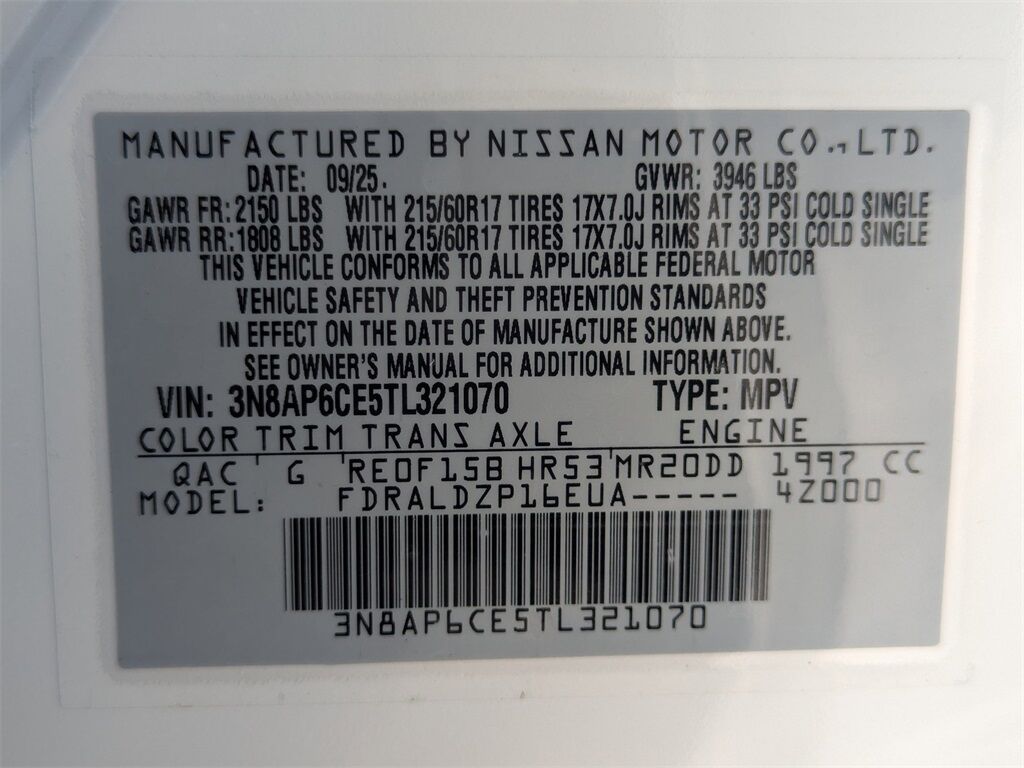 MANUFACTURED BY NISSAN MOTOR CO.,LTD.
DATE: 09/25. GVWR: 3946 LBS
GAWR FR: 2150 LBS WITH 215/60R17 TIRES 17X7.0J RIMS AT 33 PSI COLD SINGLE
GAWR RR: 1808 LBS WITH 215/60R17 TIRES 17X7.0J RIMS AT 33 PSI COLD SINGLE
THIS VEHICLE CONFORMS TO ALL APPLICABLE FEDERAL MOTOR
VEHICLE SAFETY AND THEFT PREVENTION STANDARDS
IN EFFECT ON THE DATE OF MANUFACTURE SHOWN ABOVE.
SEE OWNER'S MANUAL FOR ADDITIONAL INFORMATION.
VIN: 3N8AP6CE5TL321070 TYPE: MPV
COLOR TRIM TRANS AXLE ENGINE
QAC G RE0F15B HR53 MR20DD 1997 CC
MODEL: FDRALDZP16EUA----- 4Z000
3N8AP6CE5TL321070